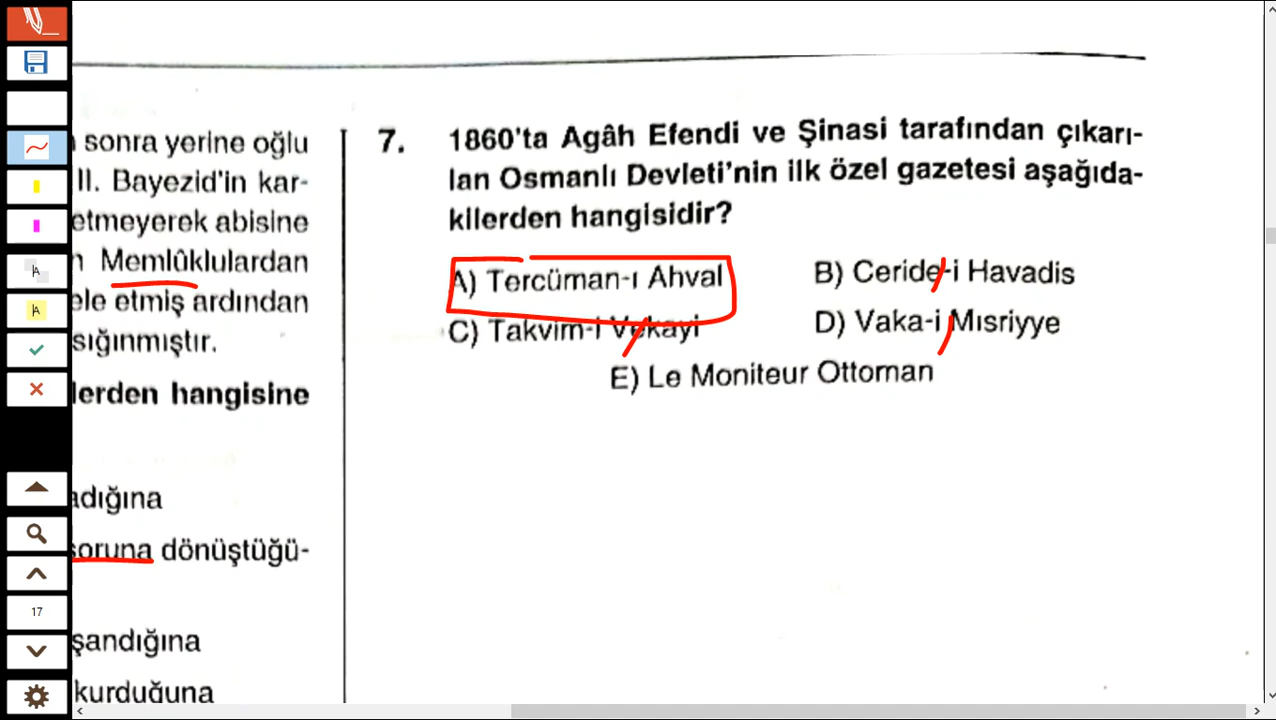 sonra yerine oğlu
II. Bayezid'in kar-
etmeyerek abisine
Memlûklulardan
ele etmiş ardından
sığınmıştır.
lerden hangisine
adığına
soruna dönüştüğü-
şandığına
kurduğuna
7. 1860'ta Agâh Efendi ve Şinasi tarafından çıkarı-
lan Osmanlı Devleti'nin ilk özel gazetesi aşağıda-
kilerden hangisidir?
A) Tercüman-ı Ahval B) Ceride-i Havadis
C) Takvim-i Vekayi D) Vaka-i Mısriyye
E) Le Moniteur Ottoman
17